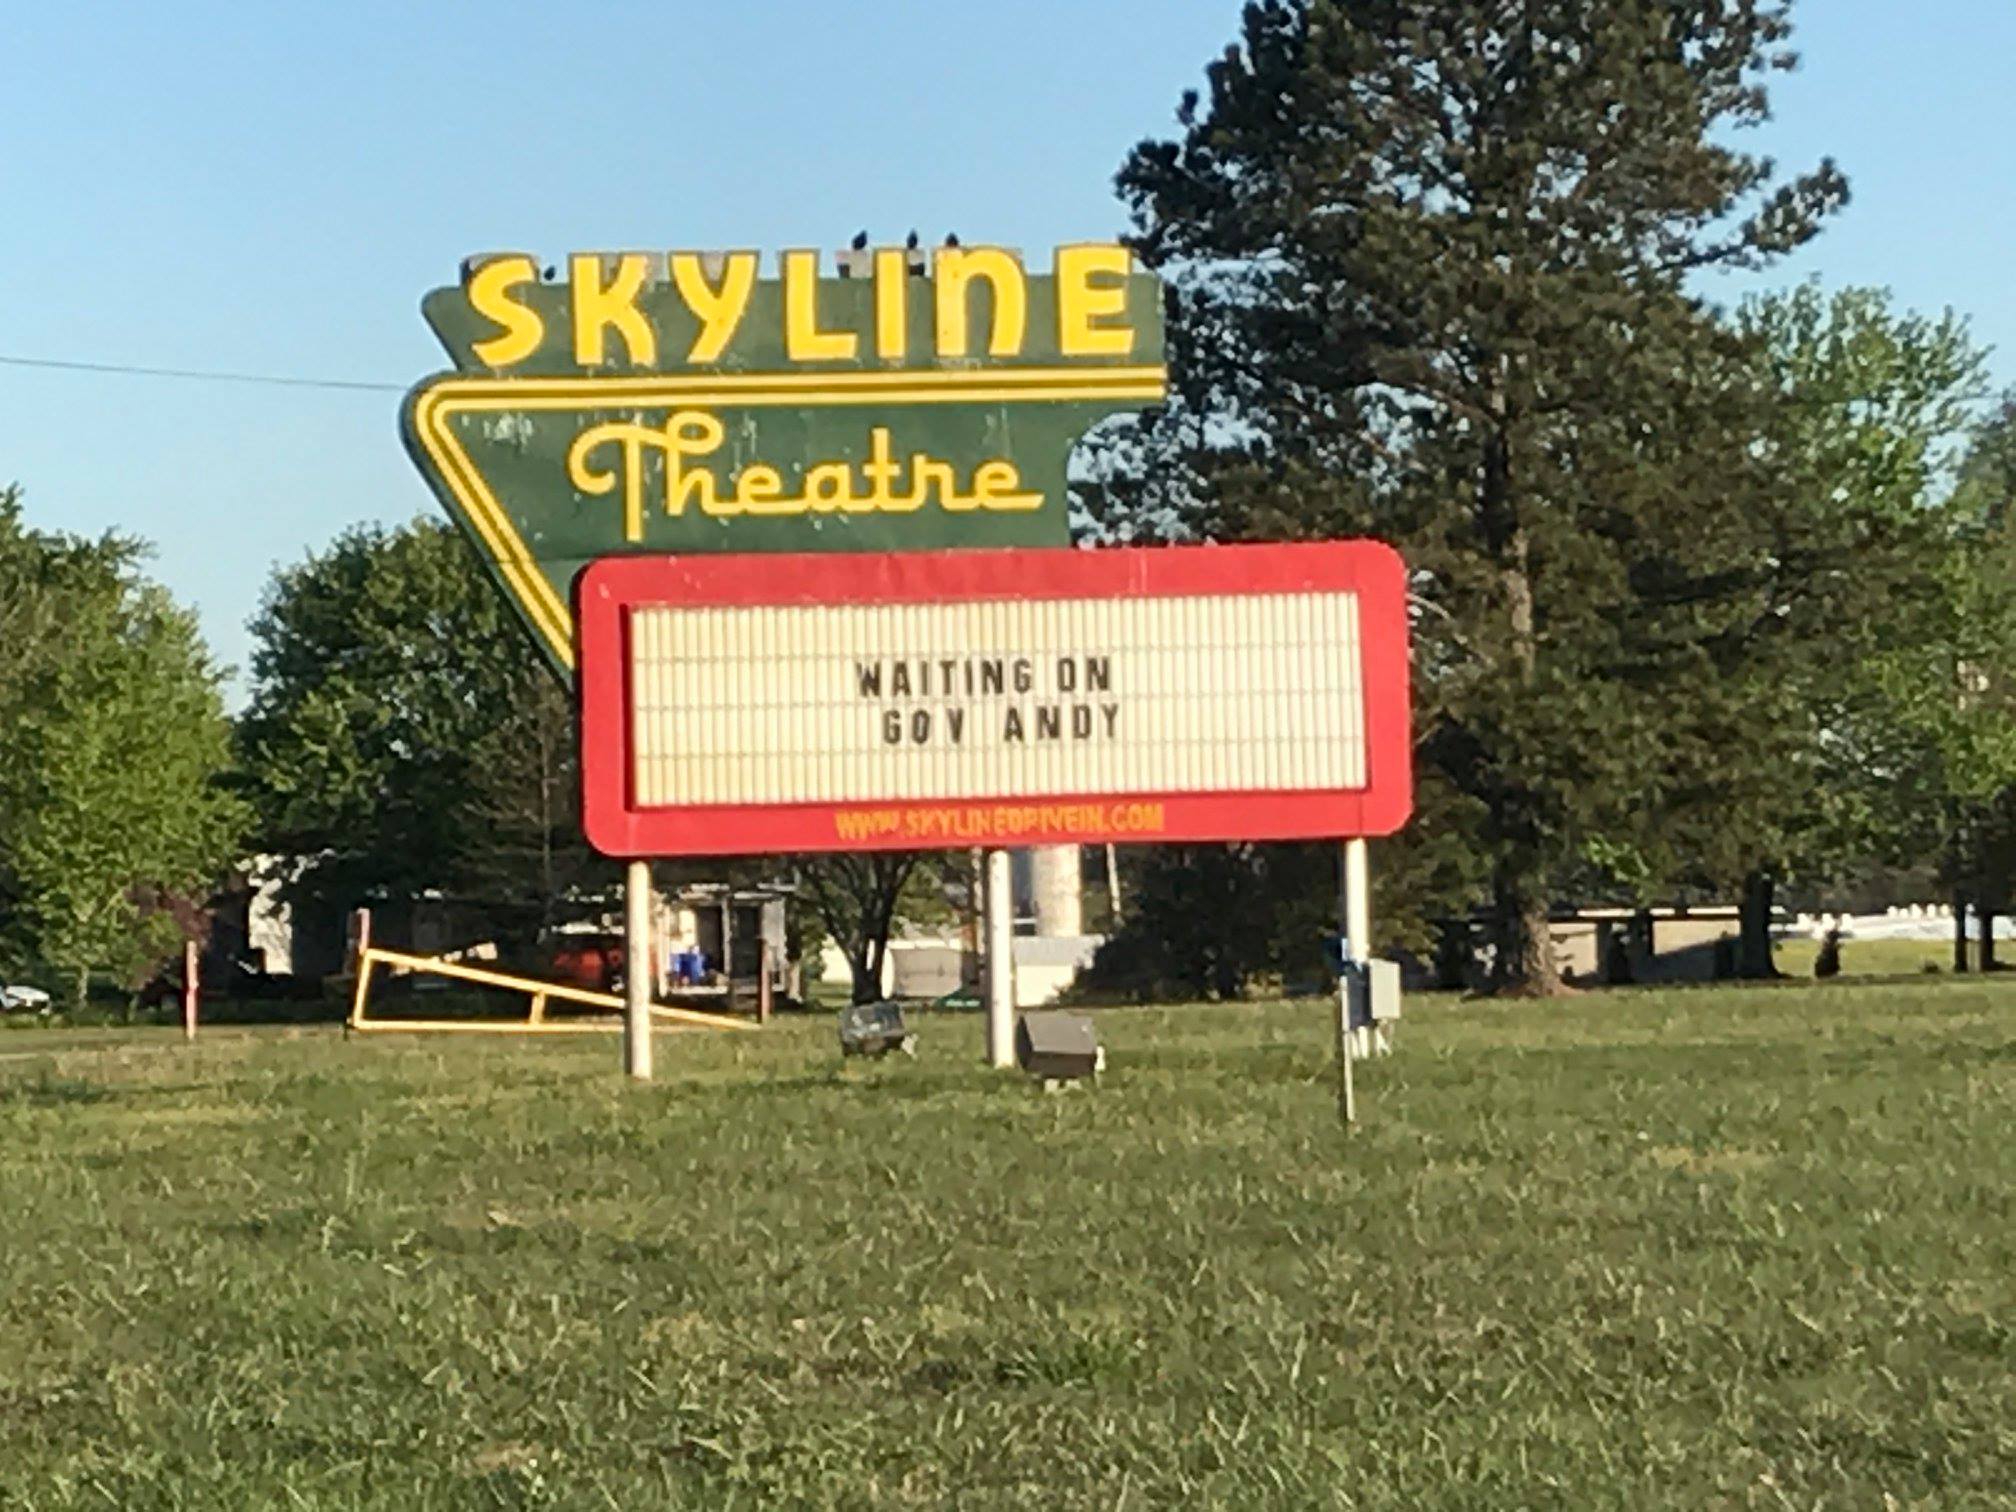 SKYLINE
Theatre
WAITING ON
GOV ANDY
WWW.SKYLINEDRIVEIN.COM